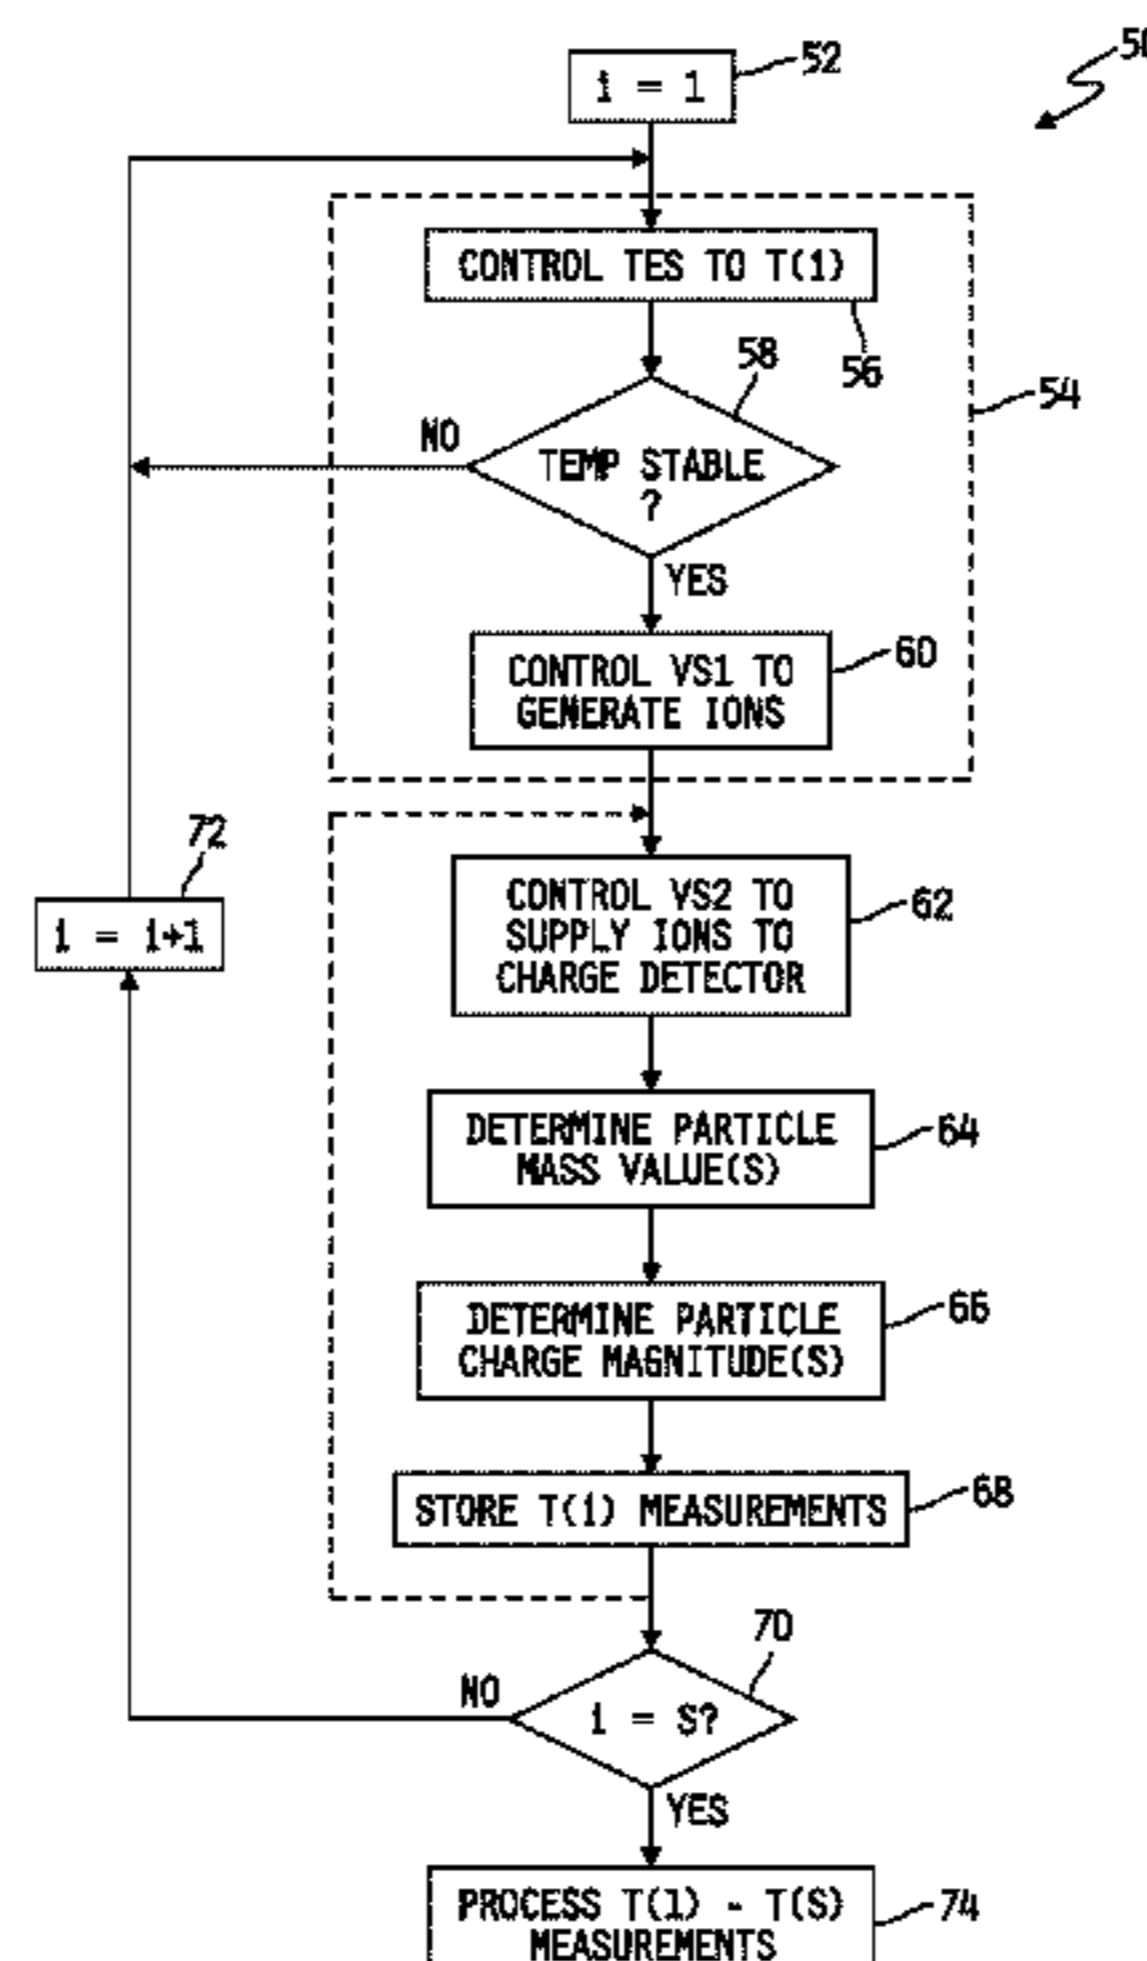 50
i = 1
52
CONTROL TES TO T(i)
56
58
54
NO
TEMP STABLE
?
YES
CONTROL VS1 TO
GENERATE IONS
60
72
i = i+1
CONTROL VS2 TO
SUPPLY IONS TO
CHARGE DETECTOR
62
DETERMINE PARTICLE
MASS VALUE(S)
64
DETERMINE PARTICLE
CHARGE MAGNITUDE(S)
66
STORE T(i) MEASUREMENTS
68
70
NO
i = S?
YES
PROCESS T(1) - T(S)
MEASUREMENTS
74